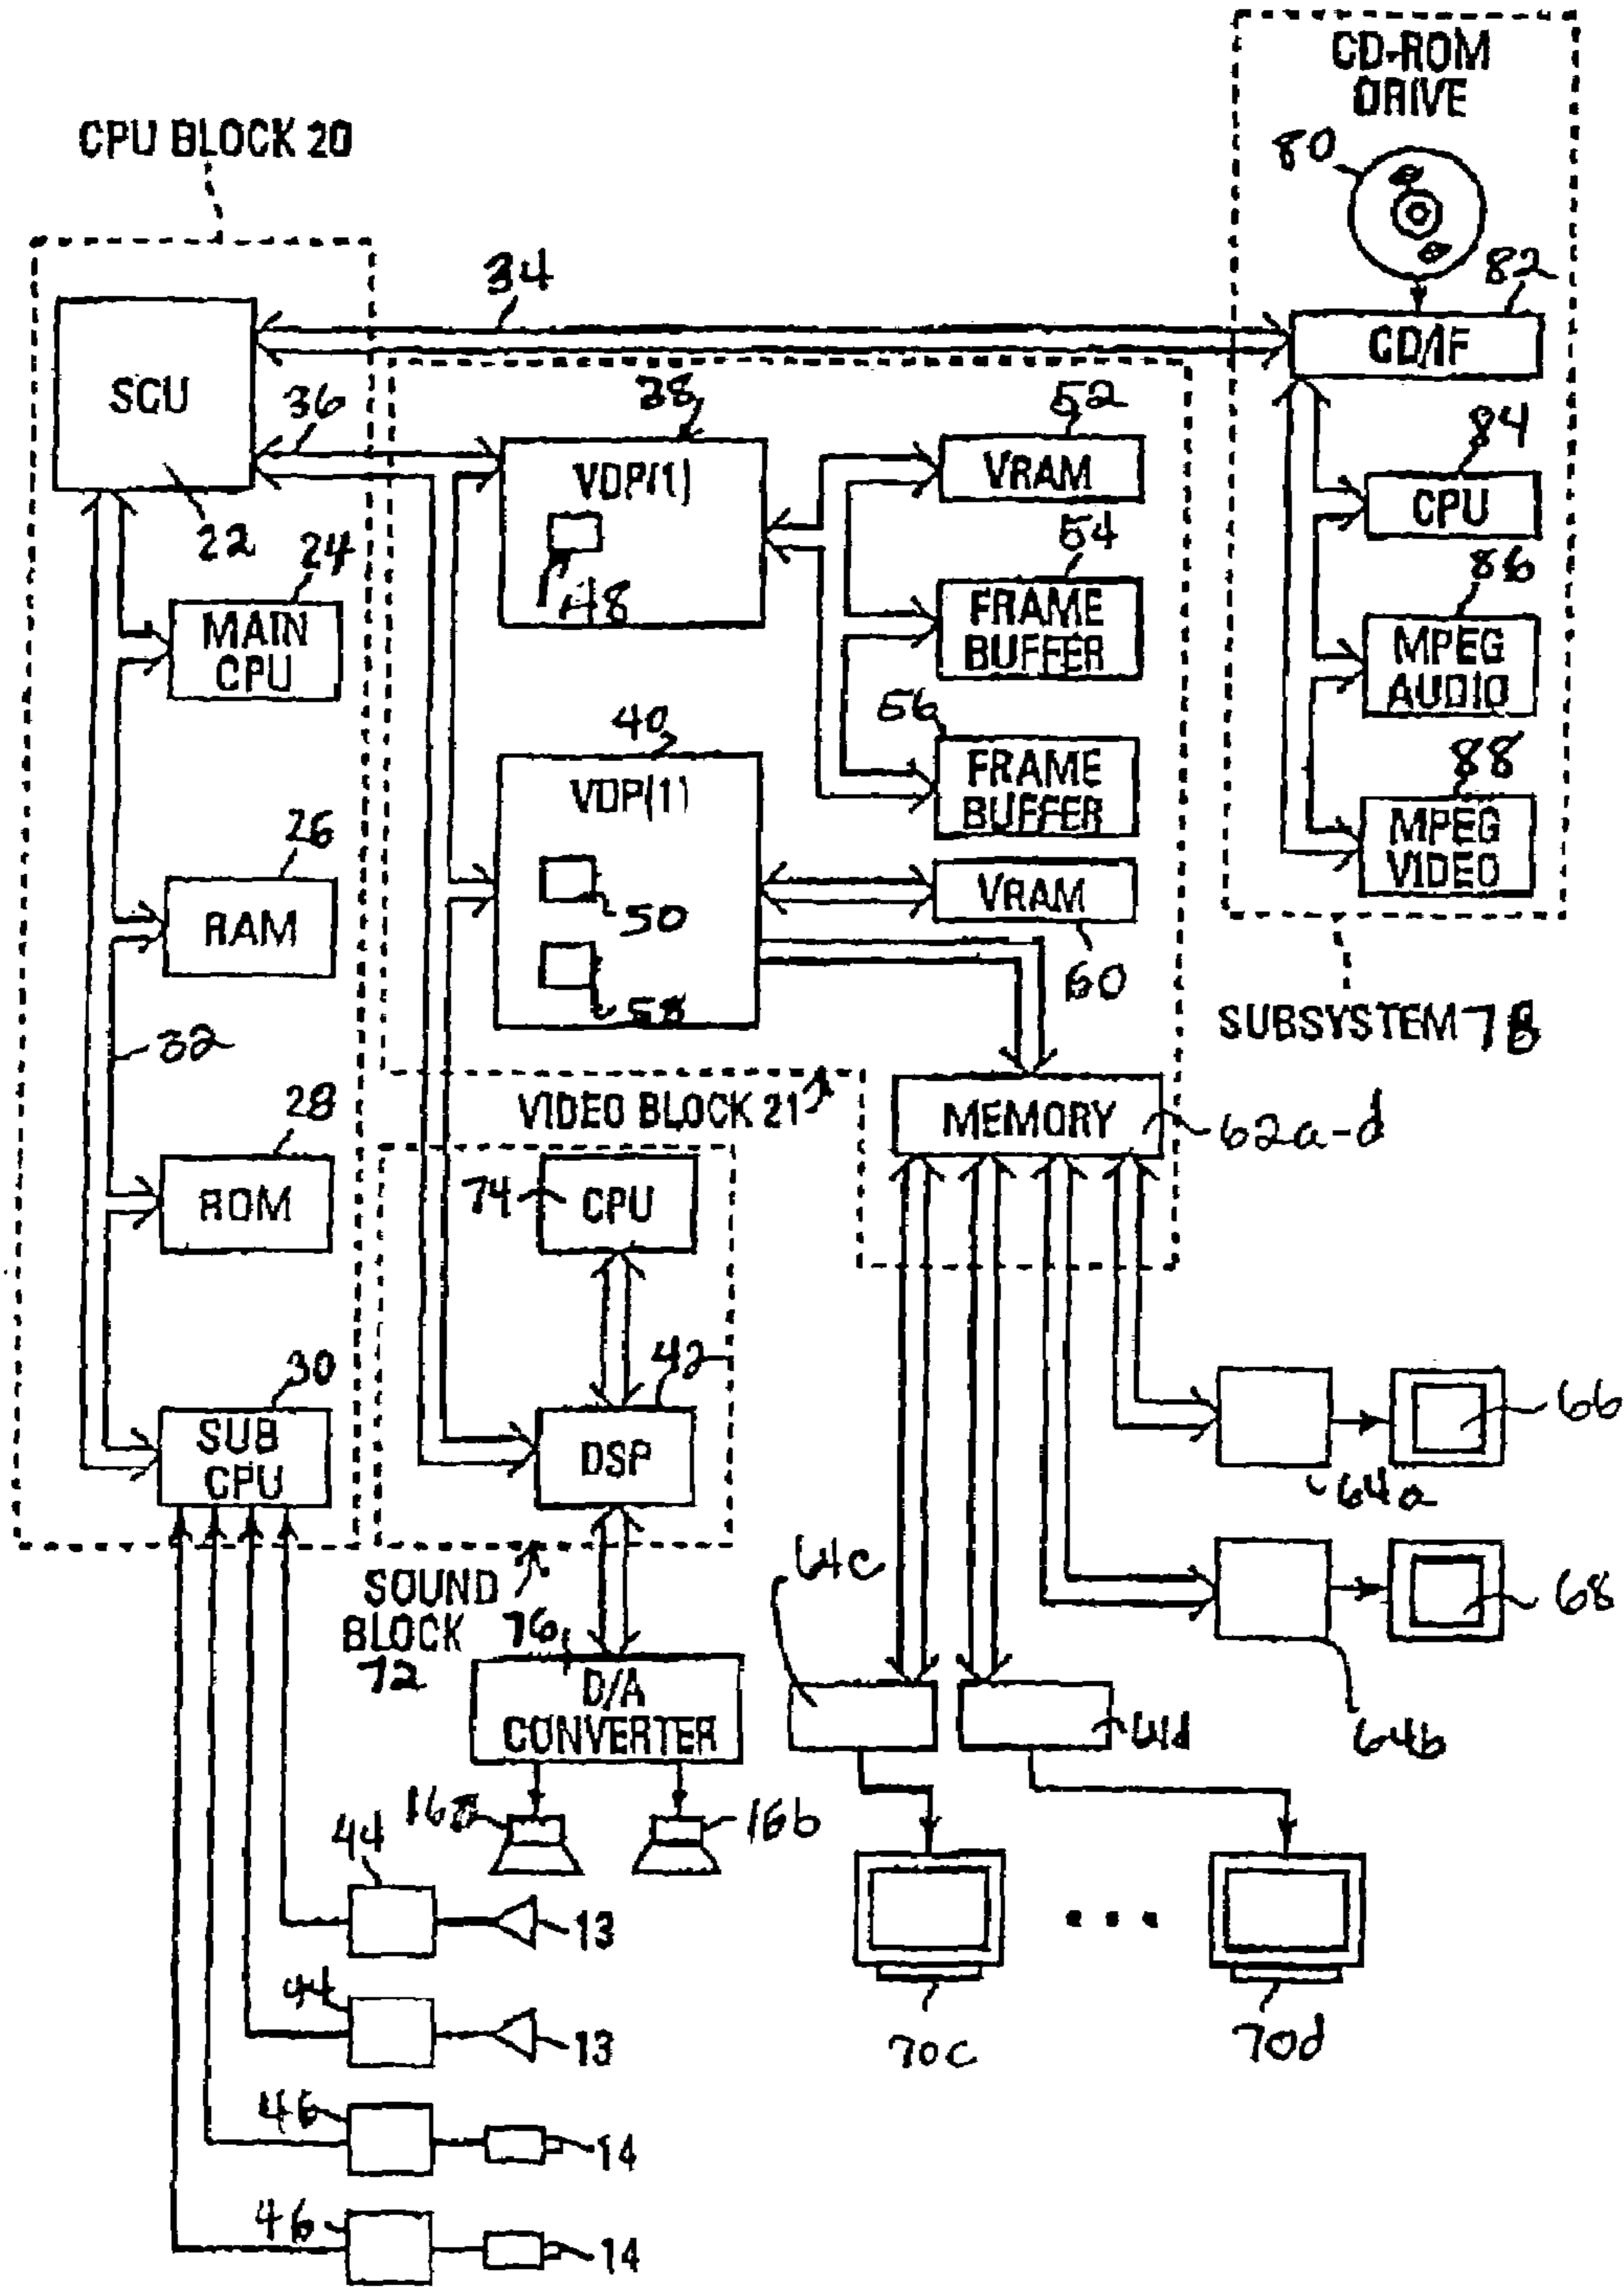 CD-ROM
DRIVE
80
82
CD/IF
84
CPU
86
MPEG
AUDIO
88
MPEG
VIDEO
SUBSYSTEM 78
CPU BLOCK 20
SCU
22
34
36
24
MAIN
CPU
26
RAM
32
28
ROM
30
SUB
CPU
38
VDP(1)
48
52
VRAM
54
FRAME
BUFFER
56
FRAME
BUFFER
40
VDP(1)
50
58
VRAM
60
VIDEO BLOCK 21
MEMORY
62a-d
74
CPU
42
DSP
SOUND
BLOCK
72
76
D/A
CONVERTER
16a
16b
64c
64d
64a
66
64b
68
70c
...
70d
44
13
44
13
46
14
46
14